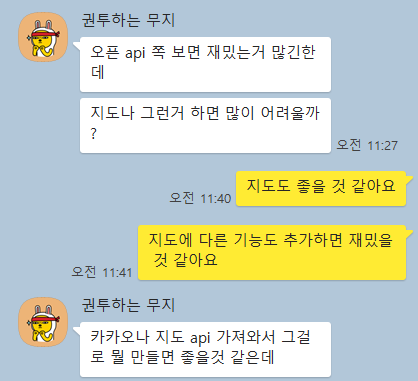 권투하는 무지
오픈 api 쪽 보면 재밌는거 많긴한
데
지도나 그런거 하면 많이 어려울까
?
오전 11:27
지도도 좋을 것 같아요
오전 11:40
지도에 다른 기능도 추가하면 재밌을
것 같아요
오전 11:41
권투하는 무지
카카오나 지도 api 가져와서 그걸
로 뭘 만들면 좋을것 같은데